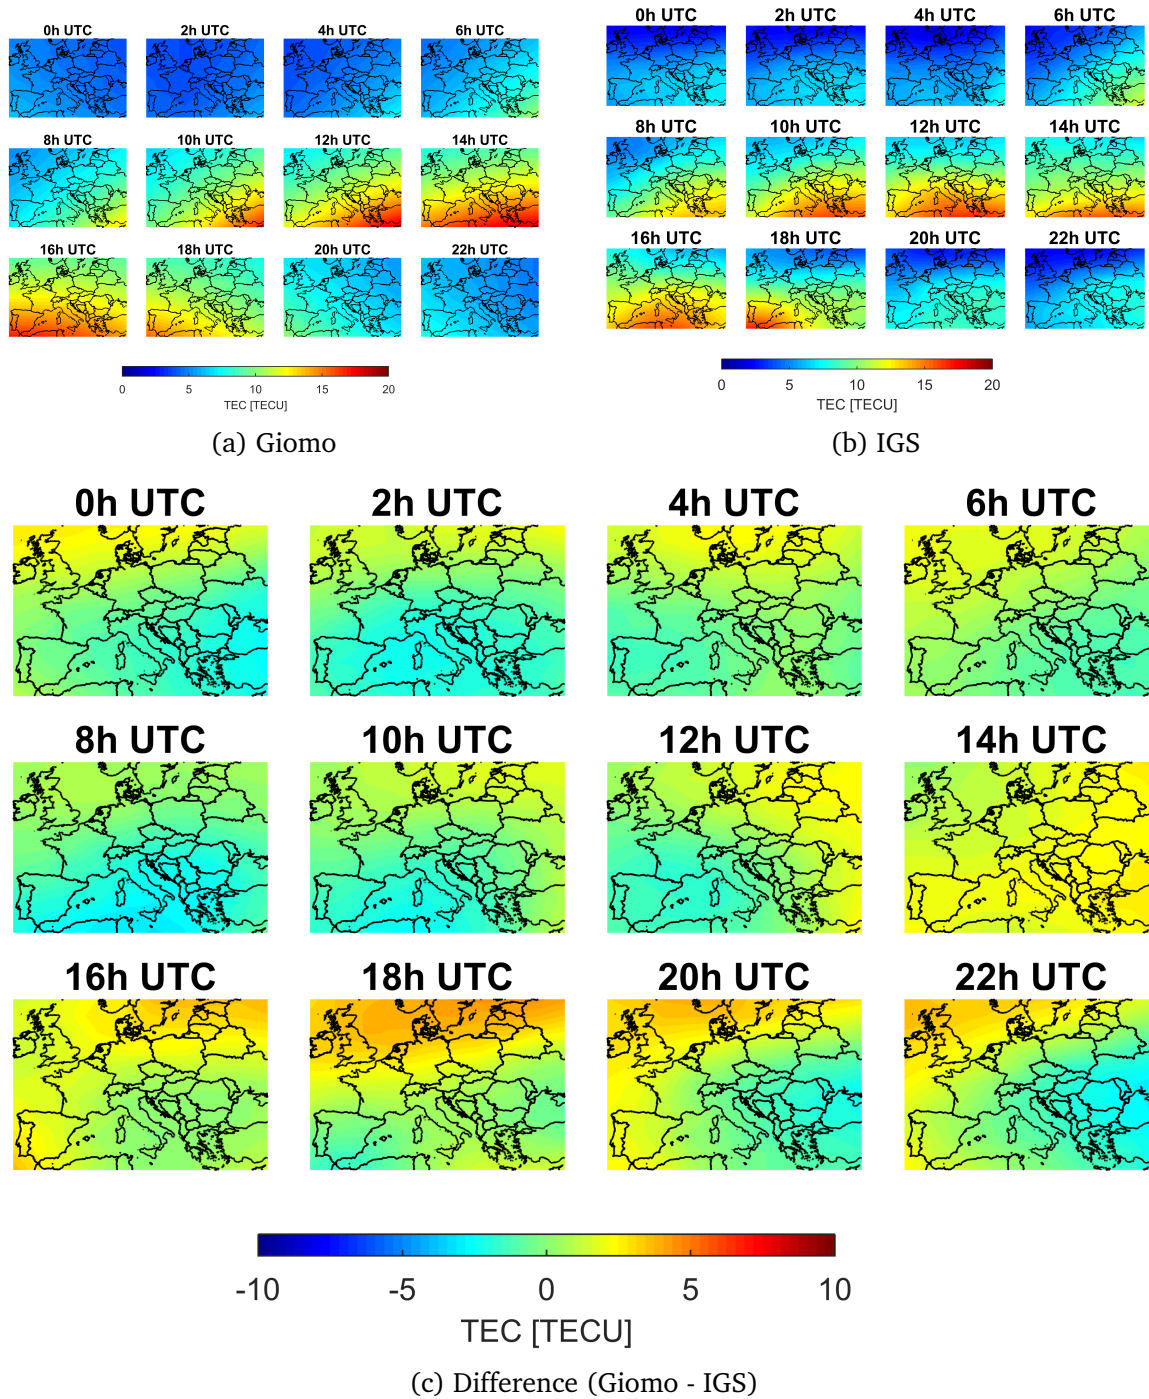 0h UTC 2h UTC 4h UTC 6h UTC
8h UTC 10h UTC 12h UTC 14h UTC
16h UTC 18h UTC 20h UTC 22h UTC
0 5 10 15 20
TEC [TECU]
(a) Giomo
0h UTC 2h UTC 4h UTC 6h UTC
8h UTC 10h UTC 12h UTC 14h UTC
16h UTC 18h UTC 20h UTC 22h UTC
0 5 10 15 20
TEC [TECU]
(b) IGS
0h UTC 2h UTC 4h UTC 6h UTC
8h UTC 10h UTC 12h UTC 14h UTC
16h UTC 18h UTC 20h UTC 22h UTC
-10 -5 0 5 10
TEC [TECU]
(c) Difference (Giomo - IGS)